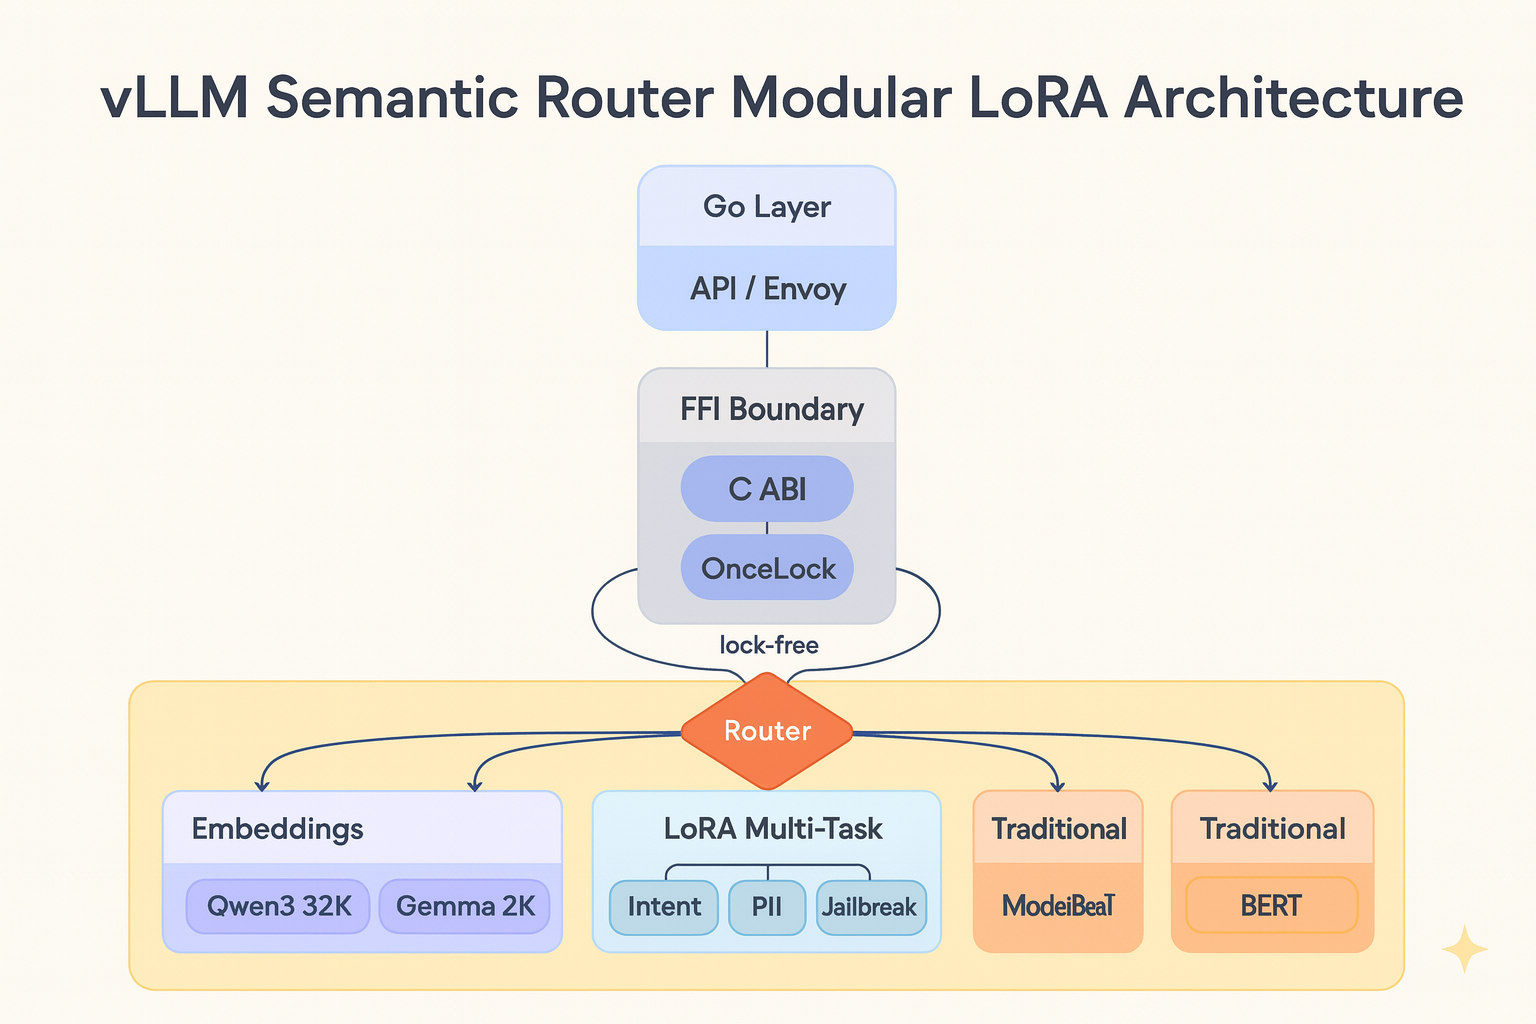 vLLM Semantic Router Modular LoRA Architecture
Go Layer
API / Envoy
FFI Boundary
C ABI
OnceLock
lock-free
Router
Embeddings
Qwen3 32K
Gemma 2K
LoRA Multi-Task
Intent
PII
Jailbreak
Traditional
ModeiBeaT
Traditional
BERT